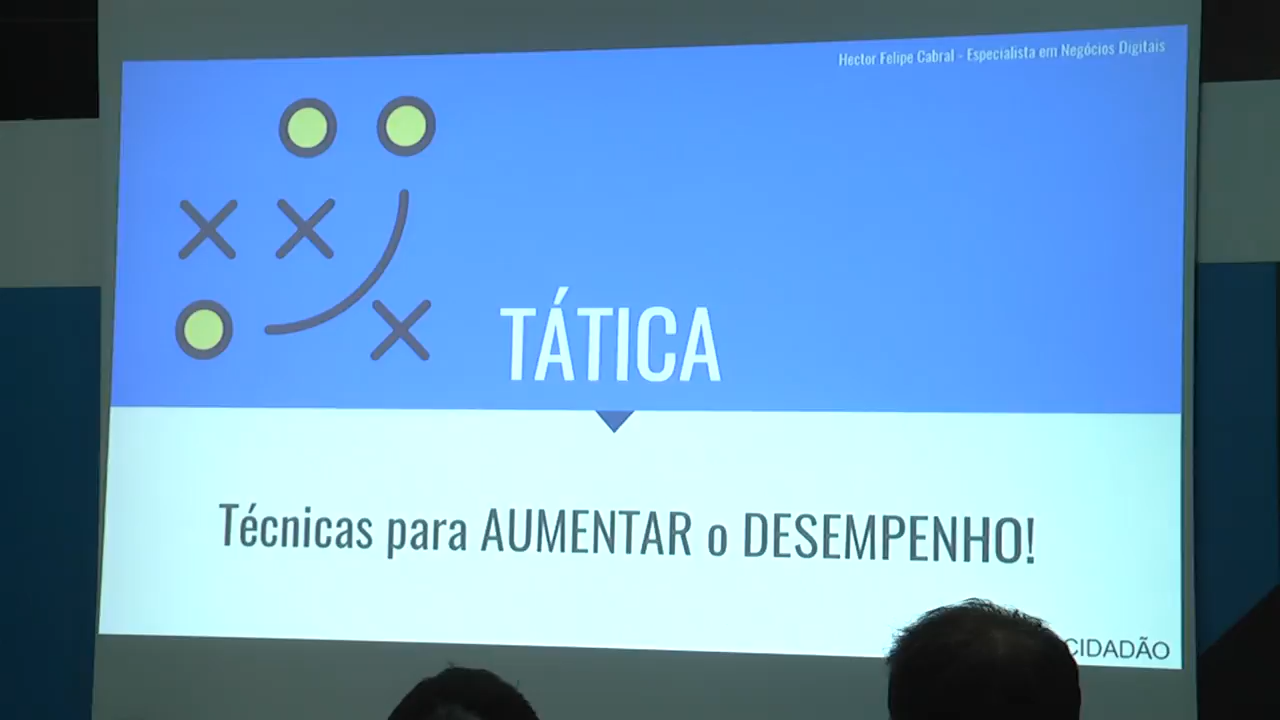 Hector Felipe Cabral - Especialista em Negócios Digitais
TÁTICA
Técnicas para AUMENTAR o DESEMPENHO!
CIDADÃO